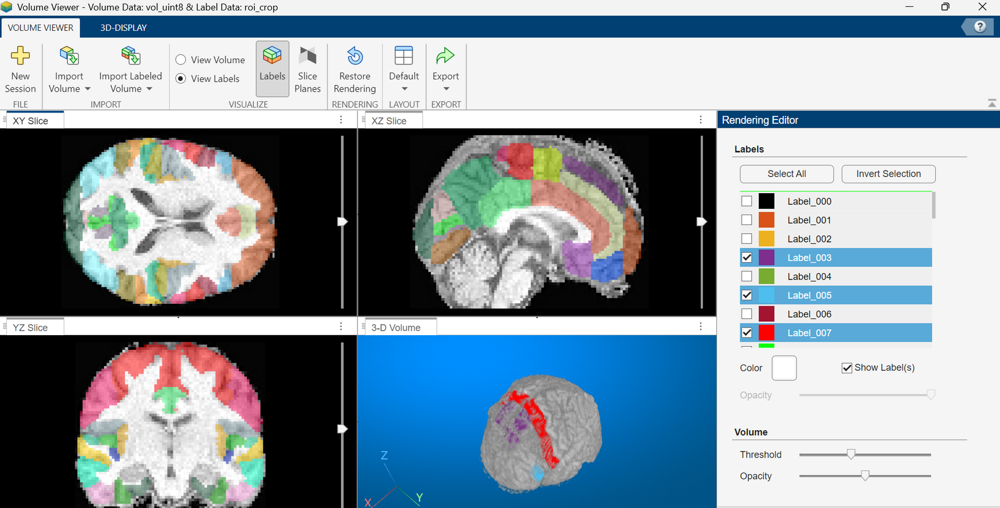 Volume Viewer - Volume Data: vol_uint8 & Label Data: roi_crop
VOLUME VIEWER
3D-DISPLAY
?
New
Session
Import
Volume
Import Labeled
Volume
View Volume
View Labels
Labels
Slice
Planes
Restore
Rendering
Default
Export
FILE
IMPORT
VISUALIZE
RENDERING
LAYOUT
EXPORT
XY Slice
XZ Slice
YZ Slice
3-D Volume
Z
X
Y
Rendering Editor
Labels
Select All
Invert Selection
Label_000
Label_001
Label_002
Label_003
Label_004
Label_005
Label_006
Label_007
Color
Show Label(s)
Opacity
Volume
Threshold
Opacity